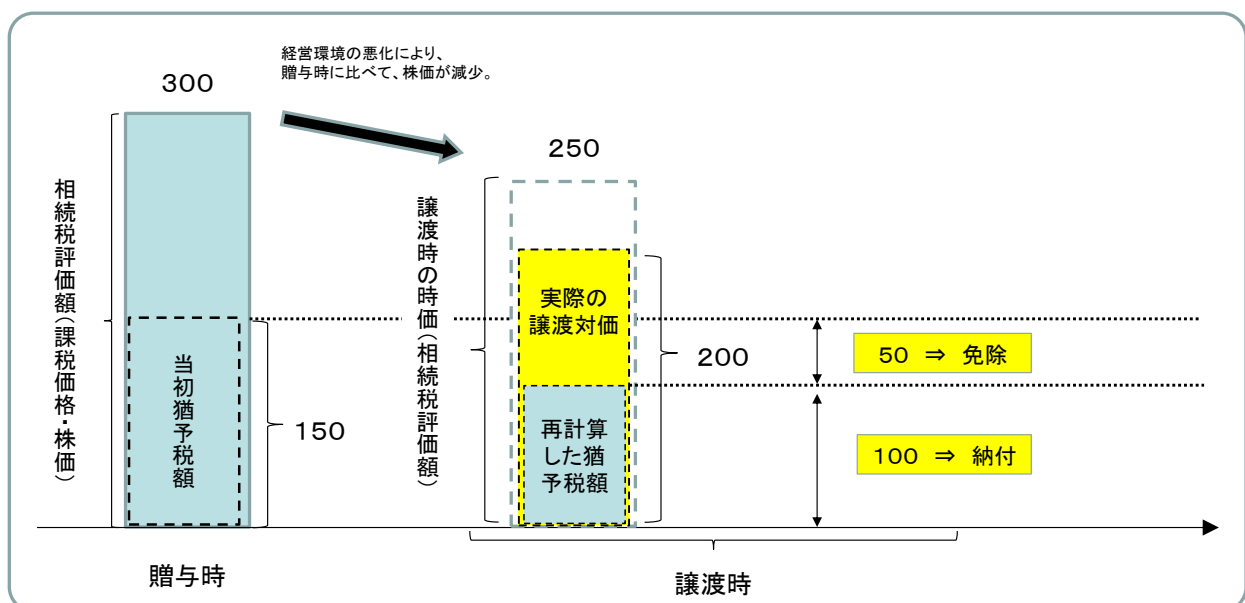 経営環境の悪化により、
贈与時に比べて、株価が減少。
300
250
相続税評価額（課税価格・株価）
譲渡時の時価（相続税評価額）
実際の
譲渡対価
当初猶予税額
150
200
再計算
した猶
予税額
50 ⇒ 免除
100 ⇒ 納付
贈与時
譲渡時